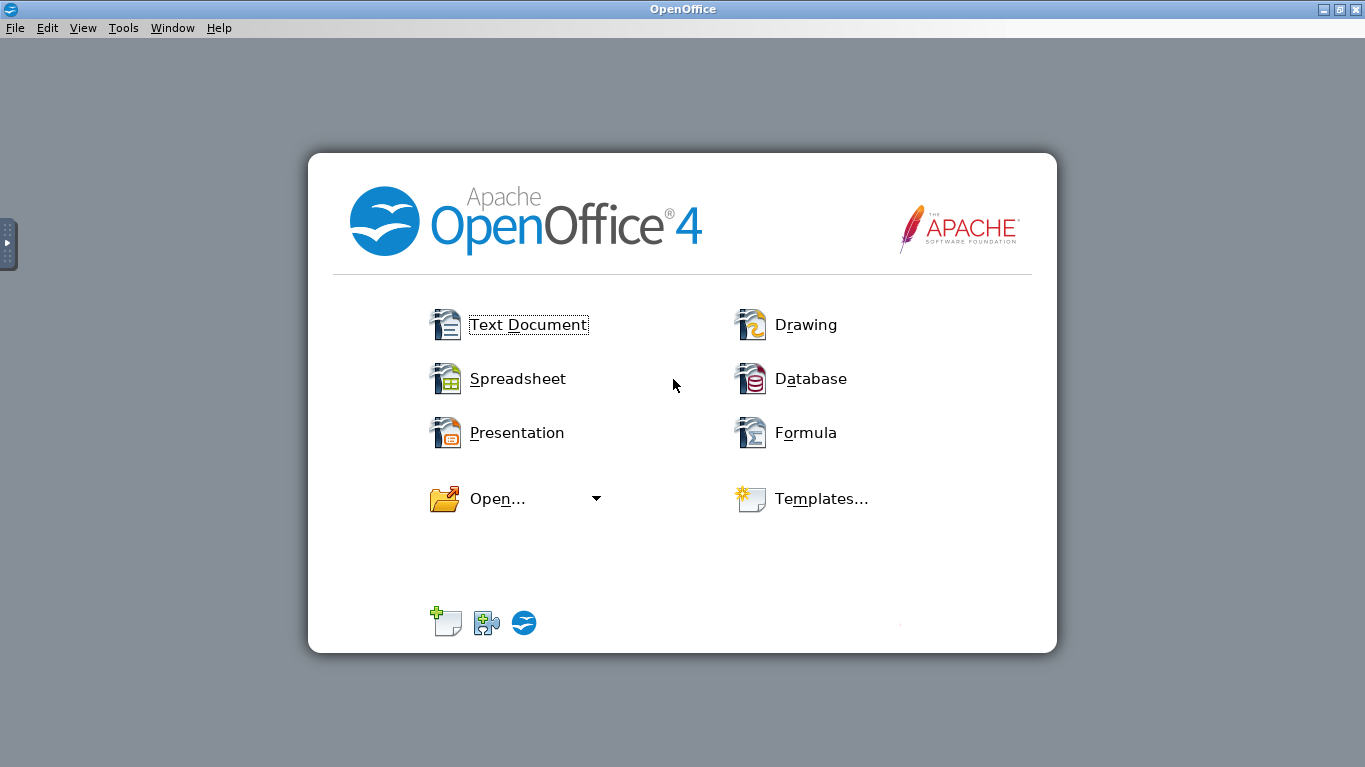 OpenOffice
File Edit View Tools Window Help
Apache
OpenOffice® 4
THE
APACHE®
SOFTWARE FOUNDATION
Text Document
Drawing
Spreadsheet
Database
Presentation
Formula
Open...
Templates...